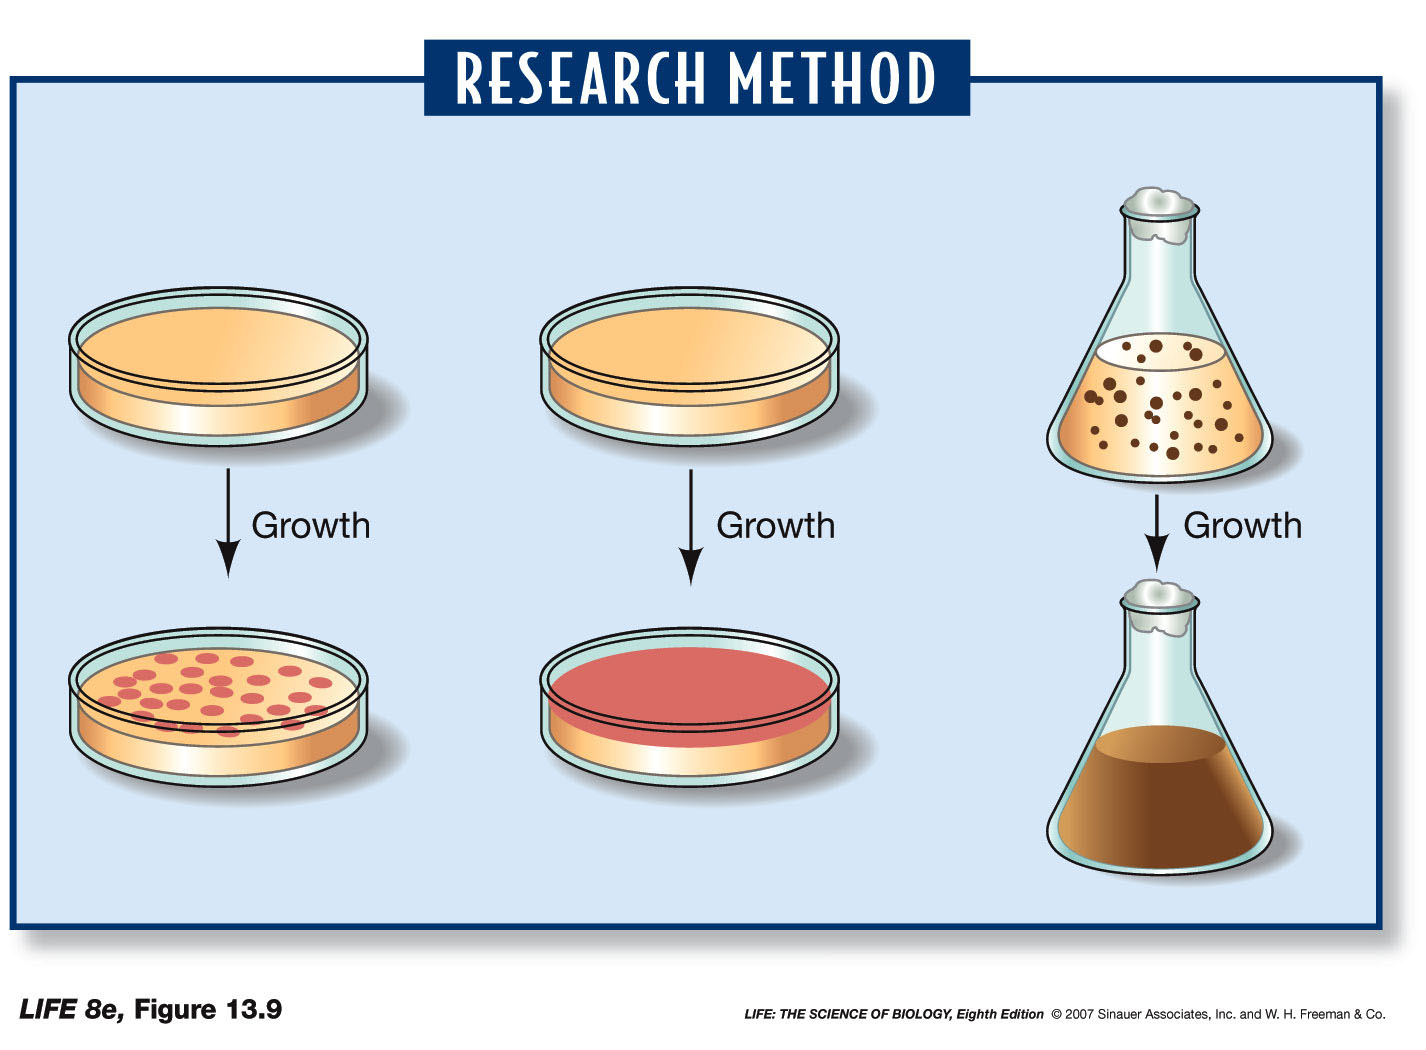 RESEARCH METHOD
Growth
Growth
Growth
LIFE 8e, Figure 13.9
LIFE: THE SCIENCE OF BIOLOGY, Eighth Edition © 2007 Sinauer Associates, Inc. and W. H. Freeman & Co.